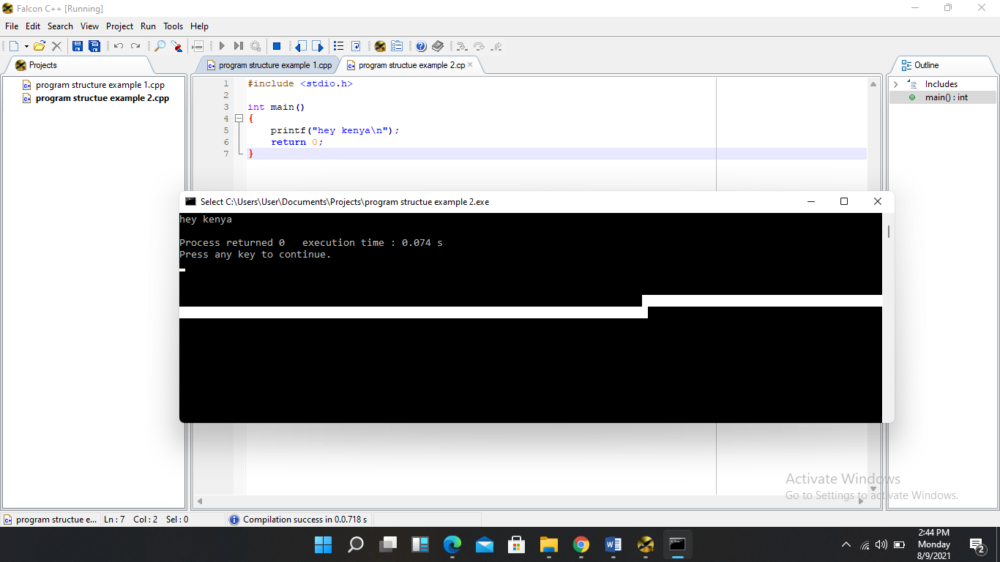 Falcon C++ [Running]
File Edit Search View Project Run Tools Help
Projects
program structure example 1.cpp
program structue example 2.cp
Outline
program structure example 1.cpp
program structue example 2.cpp
1 #include <stdio.h>
2
3 int main()
4 {
5 printf("hey kenya\n");
6 return 0;
7 }
Includes
main() : int
Select C:\Users\User\Documents\Projects\program structue example 2.exe
hey kenya
Process returned 0 execution time : 0.074 s
Press any key to continue.
Activate Windows
Go to Settings to activate Windows.
program structue e... Ln : 7 Col : 2 Sel : 0 Compilation success in 0.0.718 s
2:44 PM
Monday
8/9/2021
2